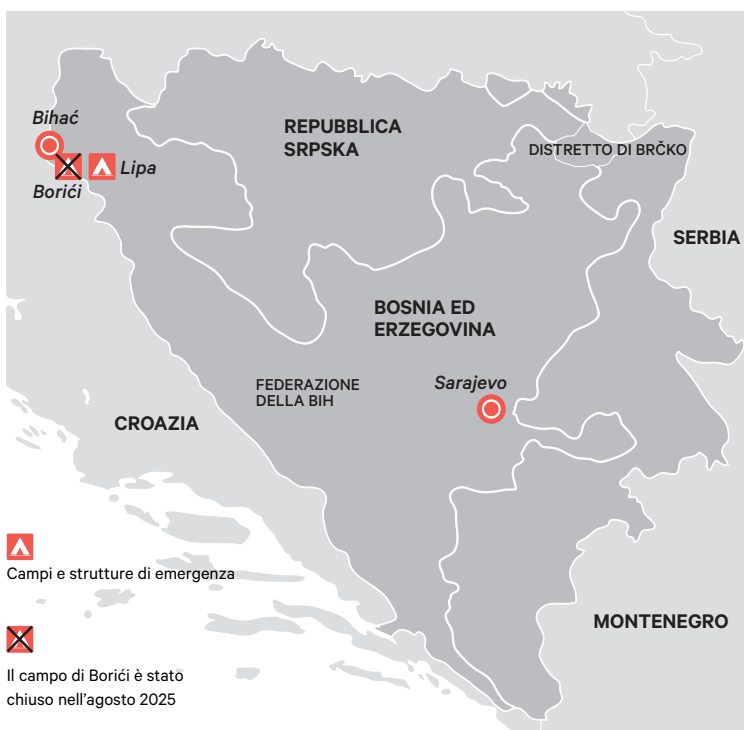 Bihać
Lipa
Borići
REPUBBLICA
SRPSKA
DISTRETTO DI BRČKO
SERBIA
BOSNIA ED
ERZEGOVINA
FEDERAZIONE
DELLA BIH
Sarajevo
CROAZIA
Campi e strutture di emergenza
MONTENEGRO
Il campo di Borići è stato
chiuso nell’agosto 2025